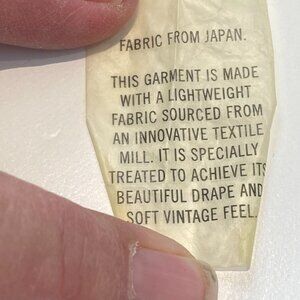 FABRIC FROM JAPAN.
THIS GARMENT IS MADE
WITH A LIGHTWEIGHT
FABRIC SOURCED FROM
AN INNOVATIVE TEXTILE
MILL. IT IS SPECIALLY
TREATED TO ACHIEVE ITS
BEAUTIFUL DRAPE AND
SOFT VINTAGE FEEL.